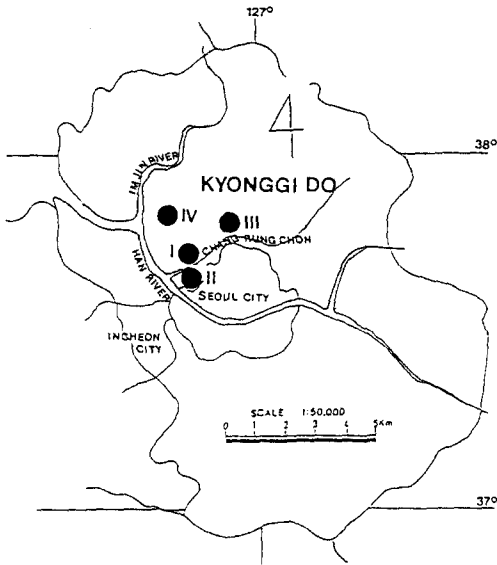 127°
38°
IM JIN RIVER
KYONGGI DO
IV
III
I
CHANG RUNG CHON
HAN RIVER
II
SEOUL CITY
INCHEON
CITY
SCALE 1:50,000
0 1 2 3 4 5Km
37°